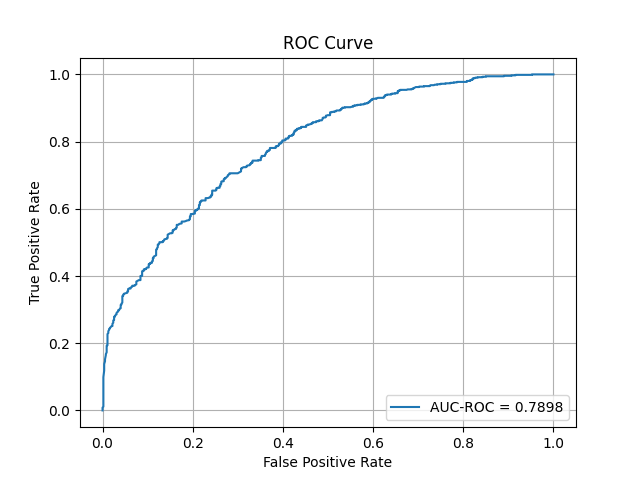 ROC Curve
True Positive Rate
1.0
0.8
0.6
0.4
0.2
0.0
AUC-ROC = 0.7898
0.0 0.2 0.4 0.6 0.8 1.0
False Positive Rate